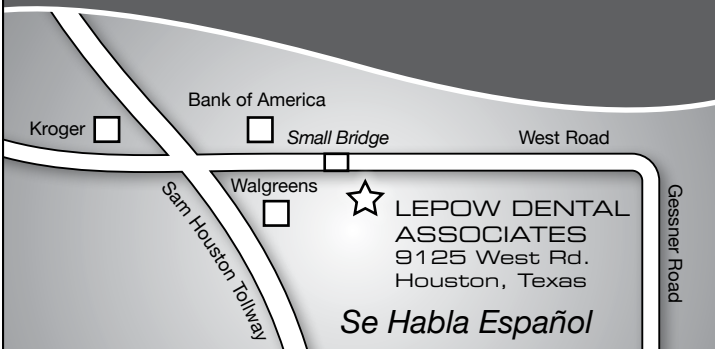 Bank of America
Kroger
Small Bridge
West Road
Walgreens
Sam Houston Tollway
LEPOW DENTAL
ASSOCIATES
9125 West Rd.
Houston, Texas
Gessner Road
Se Habla Español